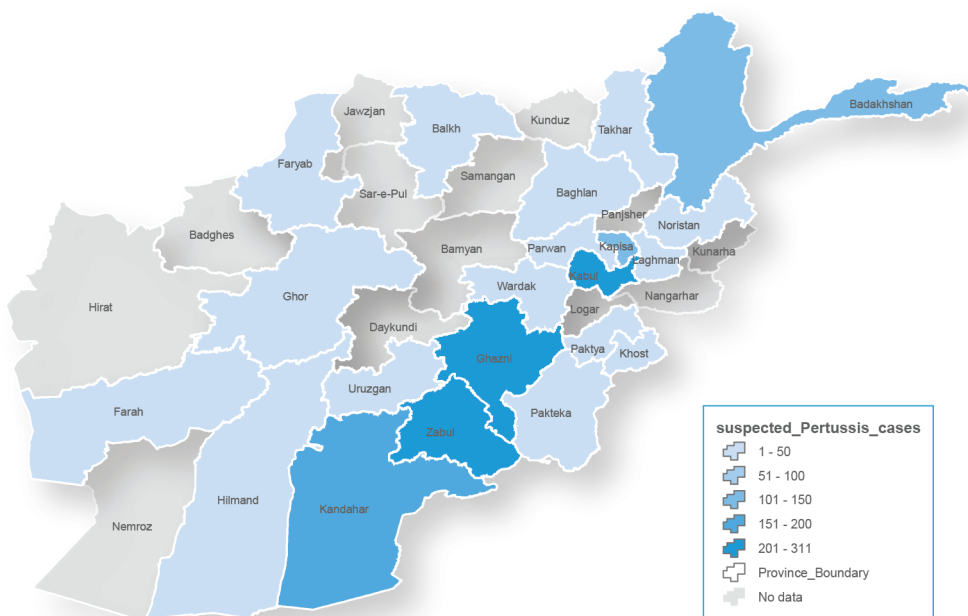 Jawzjan
Balkh
Kunduz
Takhar
Badakhshan
Faryab
Samangan
Sar-e-Pul
Baghlan
Panjsher
Noristan
Badghes
Bamyan
Parwan
Kapisa
Kunarha
Laghman
Kabul
Wardak
Ghor
Nangarhar
Hirat
Logar
Daykundi
Paktya
Khost
Ghazni
Uruzgan
Farah
Pakteka
Zabul
Hilmand
Kandahar
Nemroz
suspected_Pertussis_cases
1 - 50
51 - 100
101 - 150
151 - 200
201 - 311
Province_Boundary
No data